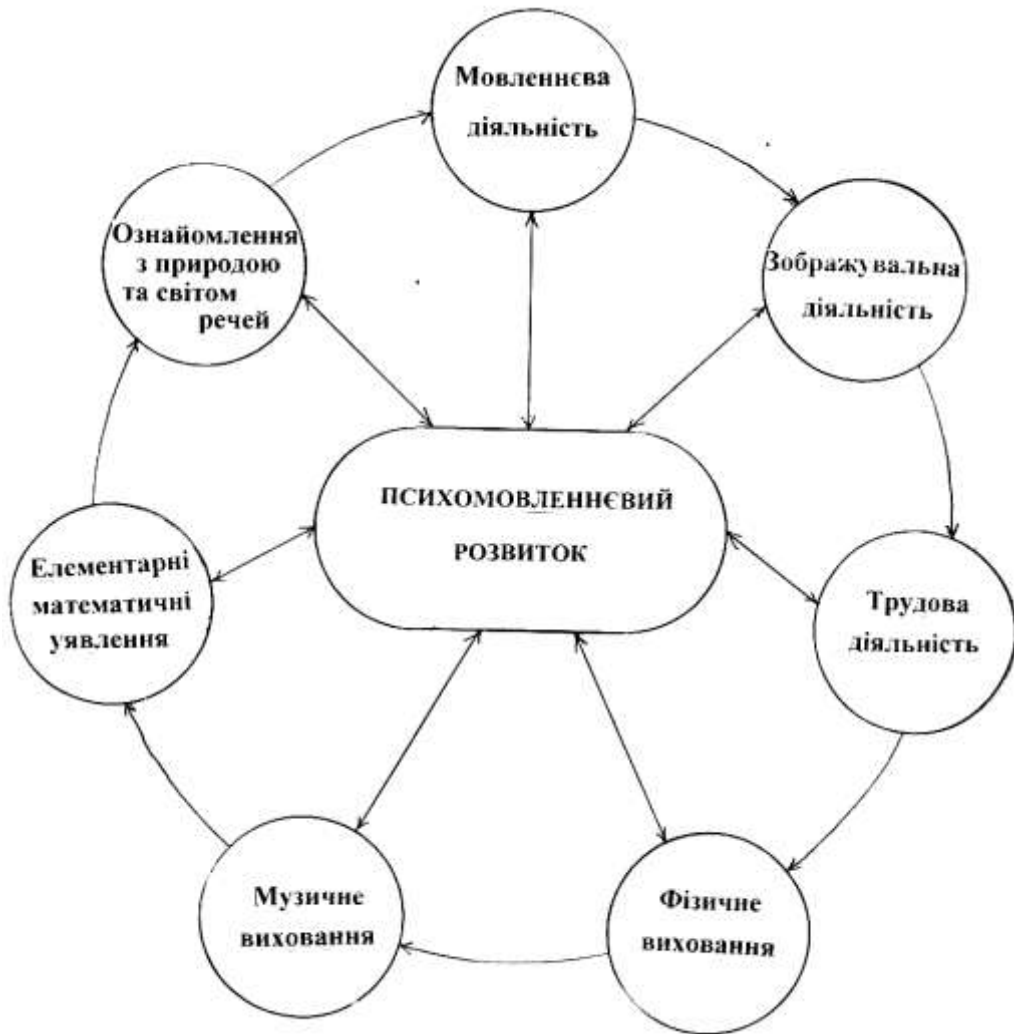 Мовленнєва
діяльність
Зображувальна
діяльність
Ознайомлення
з природою
та світом
речей
ПСИХОМОВЛЕННЄВИЙ
РОЗВИТОК
Елементарні
математичні
уявлення
Трудова
діяльність
Музичне
виховання
Фізичне
виховання